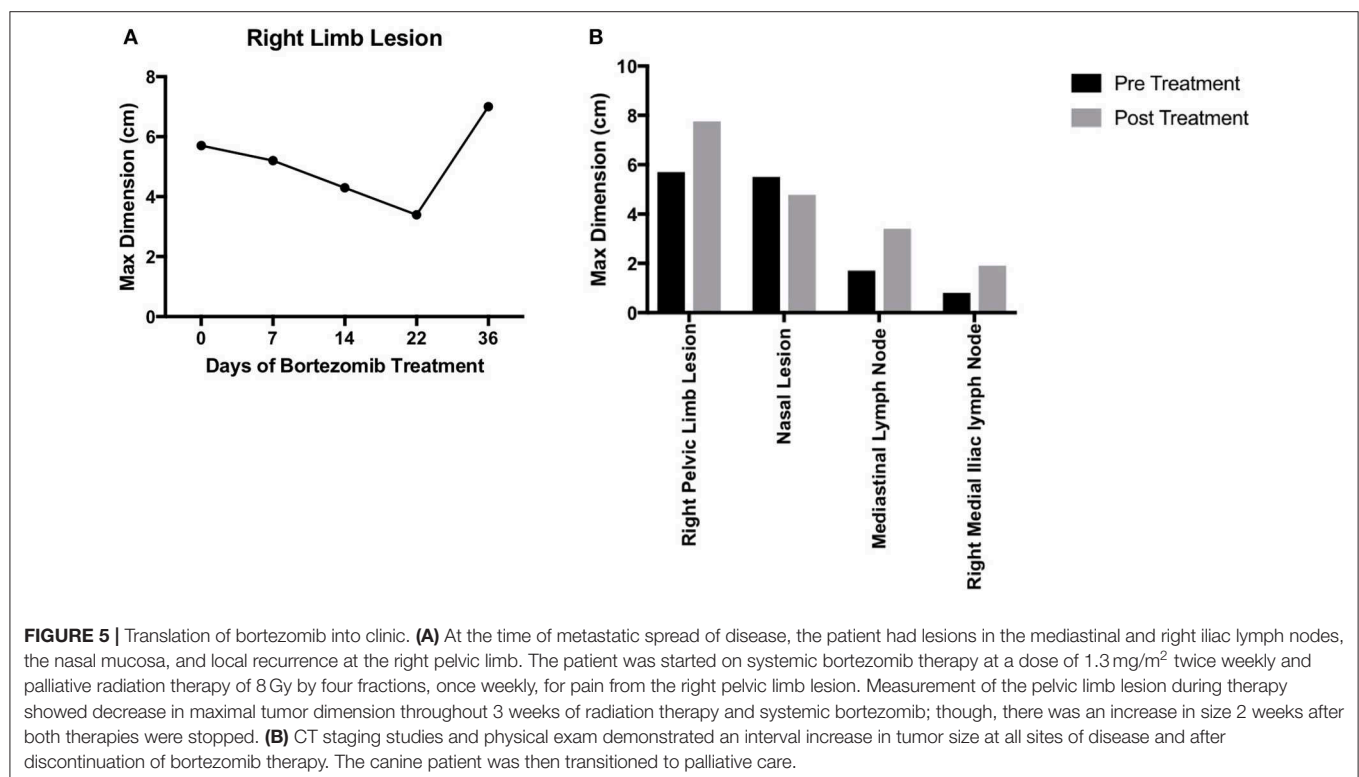 A
Right Limb Lesion
Max Dimension (cm)
8
6
4
2
0
0 7 14 22 36
Days of Bortezomib Treatment
B
Max Dimension (cm)
10
8
6
4
2
0
Right Pelvic Limb Lesion
Nasal Lesion
Mediastinal Lymph Node
Right Medial Iliac lymph Node
Pre Treatment
Post Treatment
FIGURE 5 | Translation of bortezomib into clinic. (A) At the time of metastatic spread of disease, the patient had lesions in the mediastinal and right iliac lymph nodes,
the nasal mucosa, and local recurrence at the right pelvic limb. The patient was started on systemic bortezomib therapy at a dose of 1.3 mg/m² twice weekly and
palliative radiation therapy of 8 Gy by four fractions, once weekly, for pain from the right pelvic limb lesion. Measurement of the pelvic limb lesion during therapy
showed decrease in maximal tumor dimension throughout 3 weeks of radiation therapy and systemic bortezomib; though, there was an increase in size 2 weeks after
both therapies were stopped. (B) CT staging studies and physical exam demonstrated an interval increase in tumor size at all sites of disease and after
discontinuation of bortezomib therapy. The canine patient was then transitioned to palliative care.